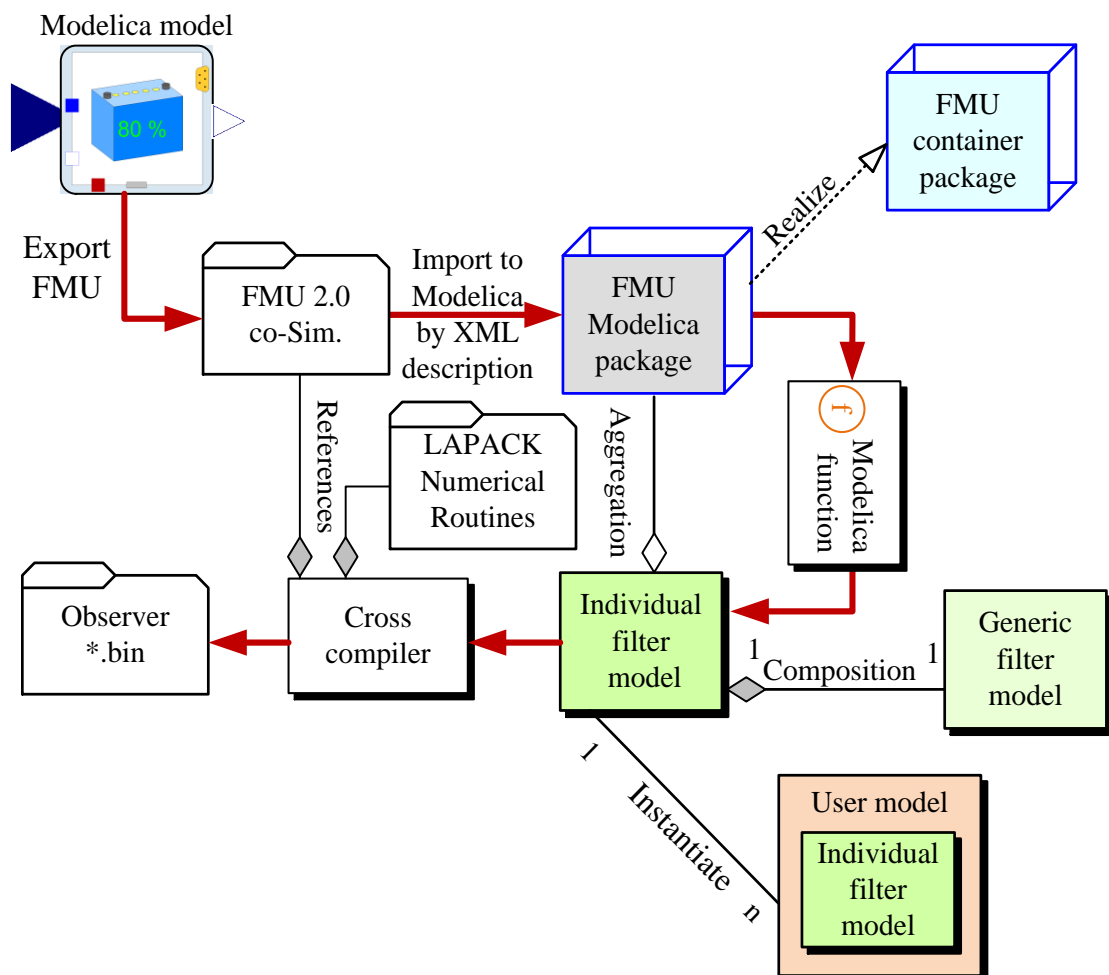 Modelica model
80 %
Export
FMU
FMU 2.0
co-Sim.
Import to
Modelica
by XML
description
FMU
Modelica
package
Realize
FMU
container
package
f
Modelica
function
References
LAPACK
Numerical
Routines
Aggregation
Observer
*.bin
Cross
compiler
Individual
filter
model
1
Composition
1
Generic
filter
model
1
Instantiate
n
User model
Individual
filter
model